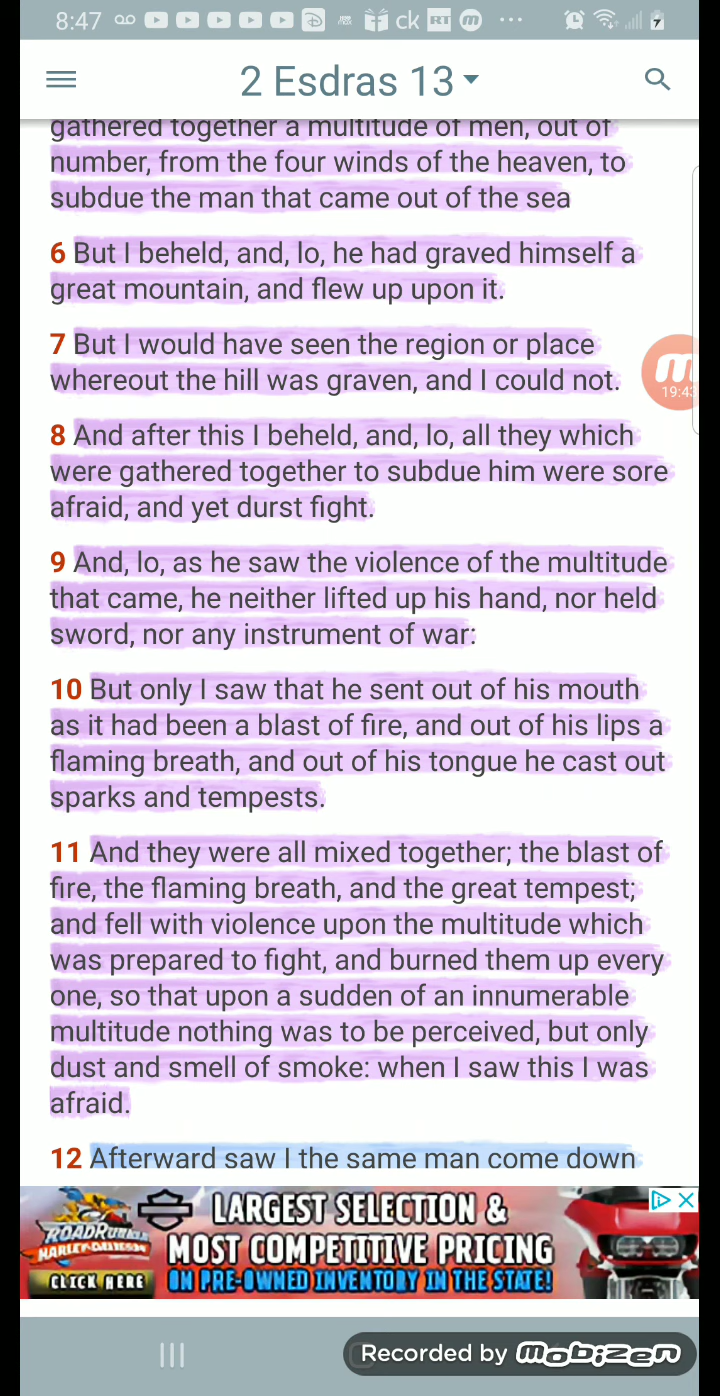 8:47
ck RT m ...
2 Esdras 13
gathered together a multitude of men, out of
number, from the four winds of the heaven, to
subdue the man that came out of the sea
6 But I beheld, and, lo, he had graved himself a
great mountain, and flew up upon it.
7 But I would have seen the region or place
whereout the hill was graven, and I could not.
m
19:43
8 And after this I beheld, and, lo, all they which
were gathered together to subdue him were sore
afraid, and yet durst fight.
9 And, lo, as he saw the violence of the multitude
that came, he neither lifted up his hand, nor held
sword, nor any instrument of war:
10 But only I saw that he sent out of his mouth
as it had been a blast of fire, and out of his lips a
flaming breath, and out of his tongue he cast out
sparks and tempests.
11 And they were all mixed together; the blast of
fire, the flaming breath, and the great tempest;
and fell with violence upon the multitude which
was prepared to fight, and burned them up every
one, so that upon a sudden of an innumerable
multitude nothing was to be perceived, but only
dust and smell of smoke: when I saw this I was
afraid.
12 Afterward saw I the same man come down
ROADRUNNER
HARLEY-DAVIDSON
CLICK HERE
LARGEST SELECTION &
MOST COMPETITIVE PRICING
ON PRE-OWNED INVENTORY IN THE STATE!
Recorded by mobizen